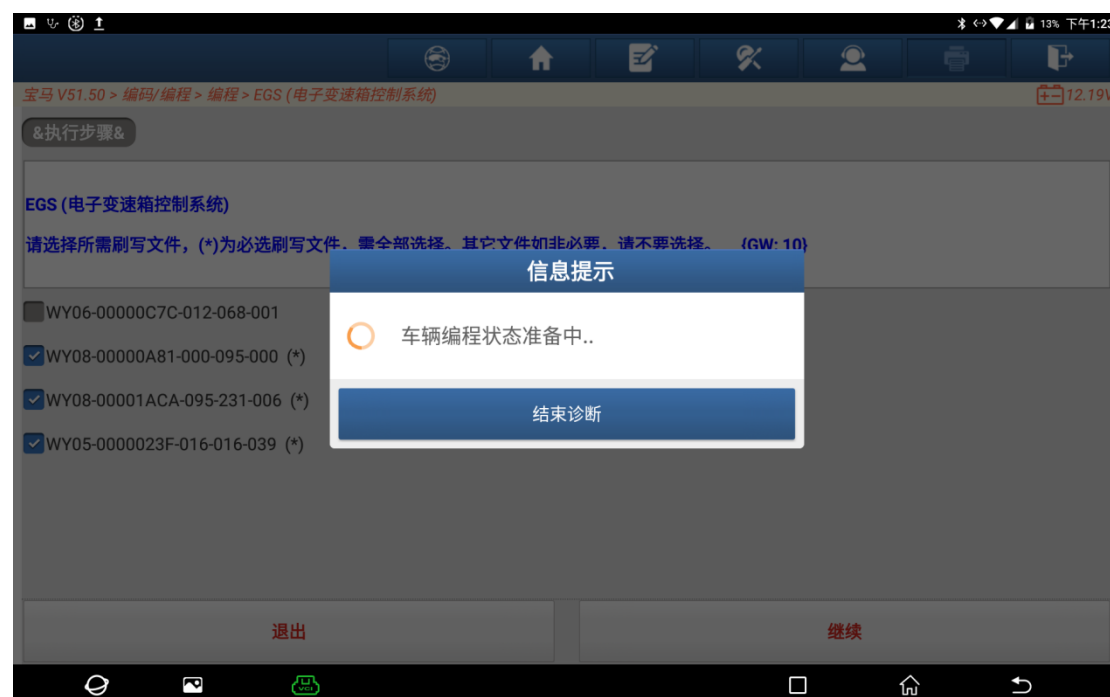 13% 下午1:23
宝马 V51.50 > 编码/编程 > 编程 > EGS (电子变速箱控制系统)
12.19V
&执行步骤&
EGS (电子变速箱控制系统)
请选择所需刷写文件，(*)为必选刷写文件，需全部选择。其它文件如非必要，请不要选择。 {GW: 10}
信息提示
WY06-00000C7C-012-068-001
车辆编程状态准备中..
WY08-00000A81-000-095-000 (*)
WY08-00001ACA-095-231-006 (*)
结束诊断
WY05-0000023F-016-016-039 (*)
退出
继续
VCI